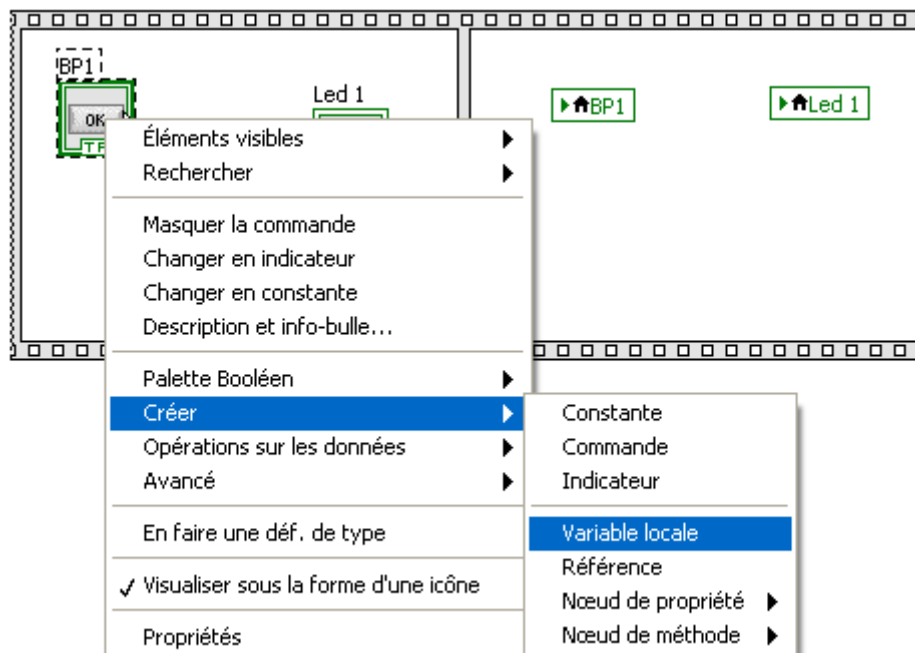 BP1
OK
TF
Led 1
BP1
Led 1
Éléments visibles
Rechercher
Masquer la commande
Changer en indicateur
Changer en constante
Description et info-bulle...
Palette Booléen
Créer
Opérations sur les données
Avancé
En faire une déf. de type
Visualiser sous la forme d'une icône
Propriétés
Constante
Commande
Indicateur
Variable locale
Référence
Nœud de propriété
Nœud de méthode